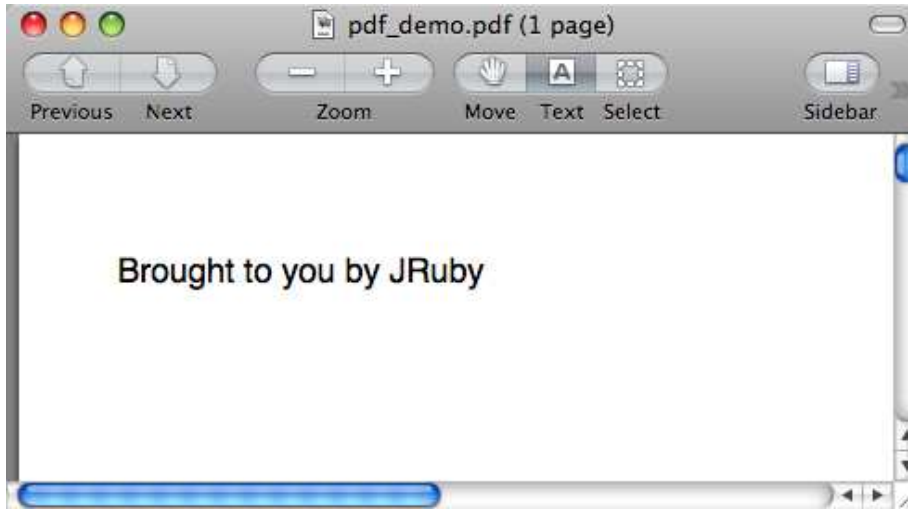 pdf_demo.pdf (1 page)
Previous Next Zoom Move Text Select Sidebar
Brought to you by JRuby